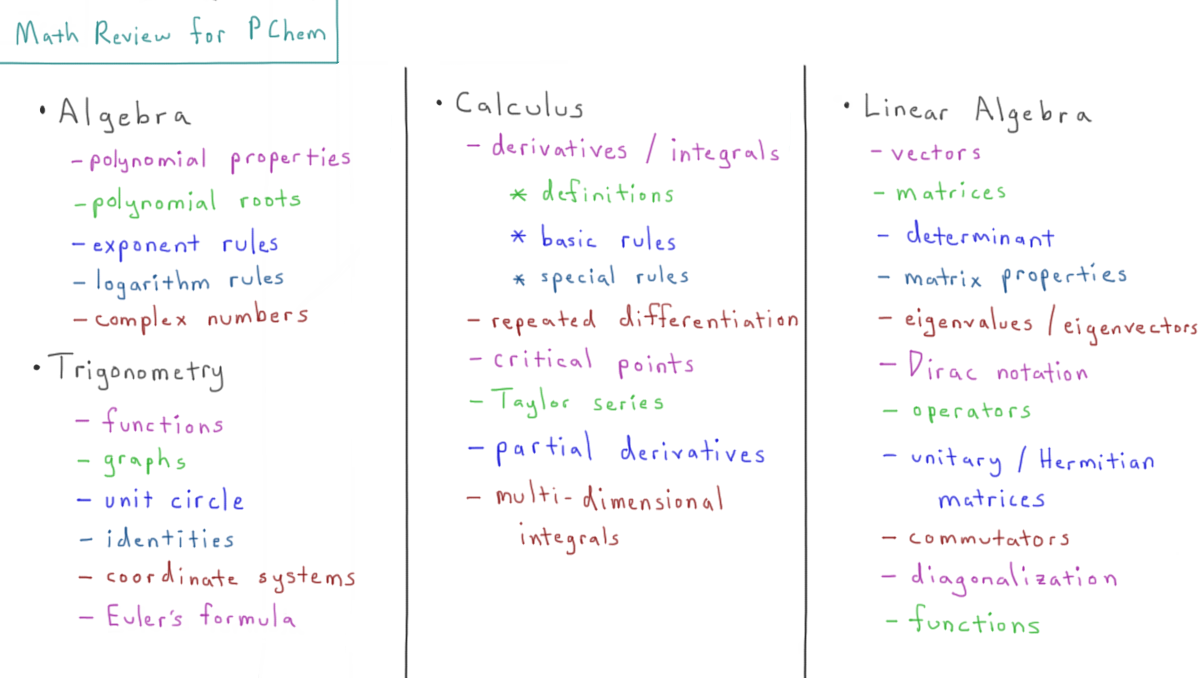 Math Review for PChem
• Algebra
- polynomial properties
- polynomial roots
- exponent rules
- logarithm rules
- complex numbers
• Trigonometry
- functions
- graphs
- unit circle
- identities
- coordinate systems
- Euler's formula
• Calculus
- derivatives / integrals
* definitions
* basic rules
* special rules
- repeated differentiation
- critical points
- Taylor series
- partial derivatives
- multi-dimensional
integrals
• Linear Algebra
- vectors
- matrices
- determinant
- matrix properties
- eigenvalues / eigenvectors
- Dirac notation
- operators
- unitary / Hermitian
matrices
- commutators
- diagonalization
- functions